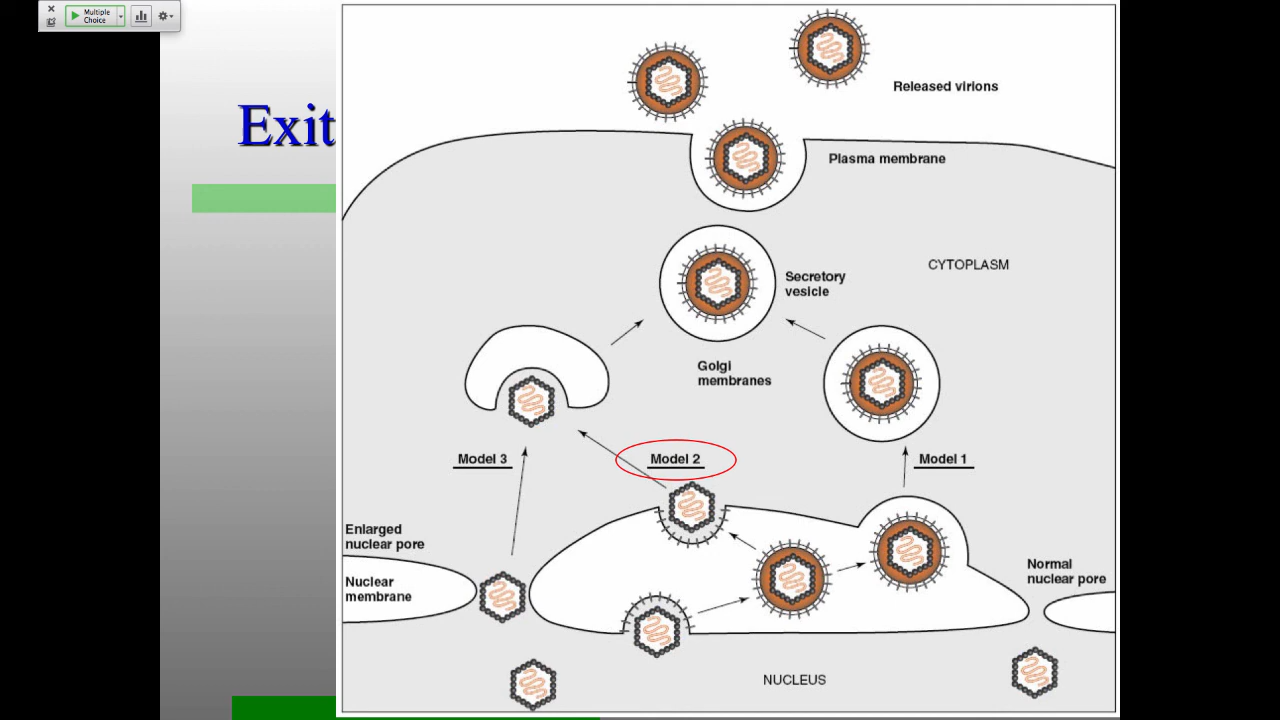 Multiple
Choice
Exit
Released virions
Plasma membrane
CYTOPLASM
Secretory
vesicle
Golgi
membranes
Model 3
Model 2
Model 1
Enlarged
nuclear pore
Nuclear
membrane
Normal
nuclear pore
NUCLEUS